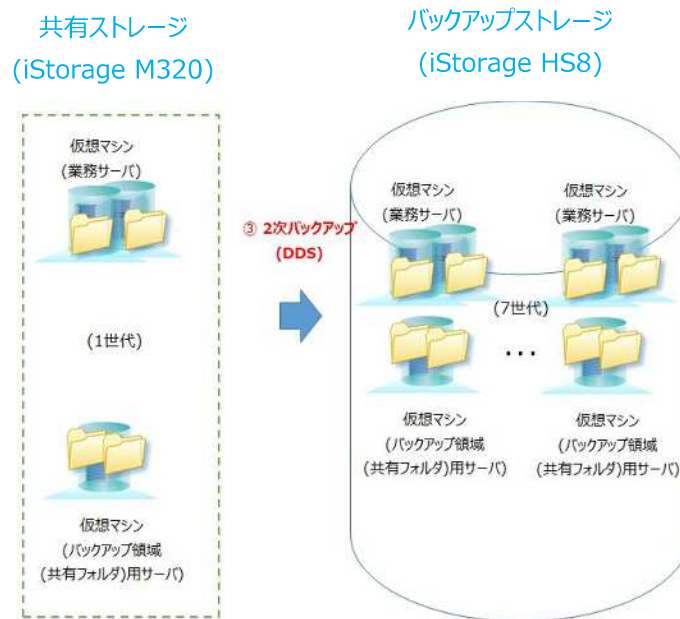 共有ストレージ
(iStorage M320)
バックアップストレージ
(iStorage HS8)
仮想マシン
(業務サーバ)
(1世代)
仮想マシン
(バックアップ領域
(共有フォルダ)用サーバ)
③ 2次バックアップ
(DDS)
仮想マシン
(業務サーバ)
仮想マシン
(業務サーバ)
(7世代)
...
仮想マシン
(バックアップ領域
(共有フォルダ)用サーバ)
仮想マシン
(バックアップ領域
(共有フォルダ)用サーバ)